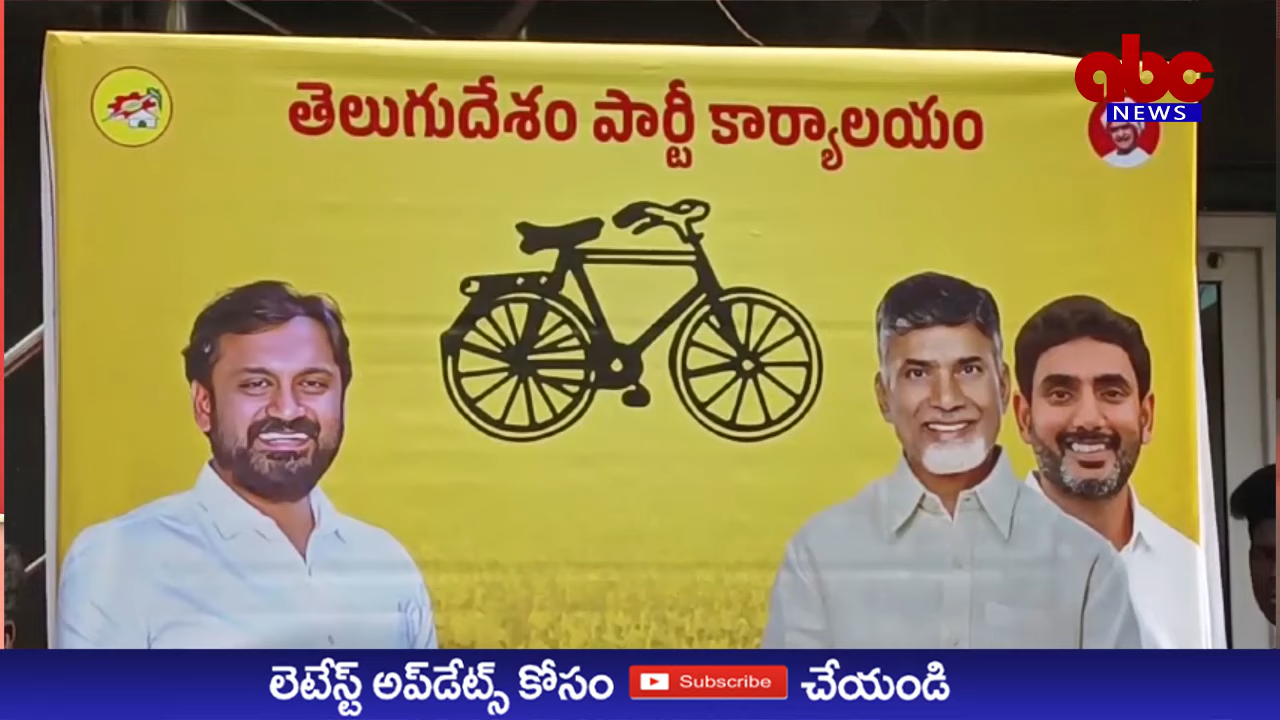 తెలుగుదేశం పార్టీ కార్యాలయం
abc
NEWS
లెటేస్ట్ అప్‌డేట్స్ కోసం Subscribe చేయండి